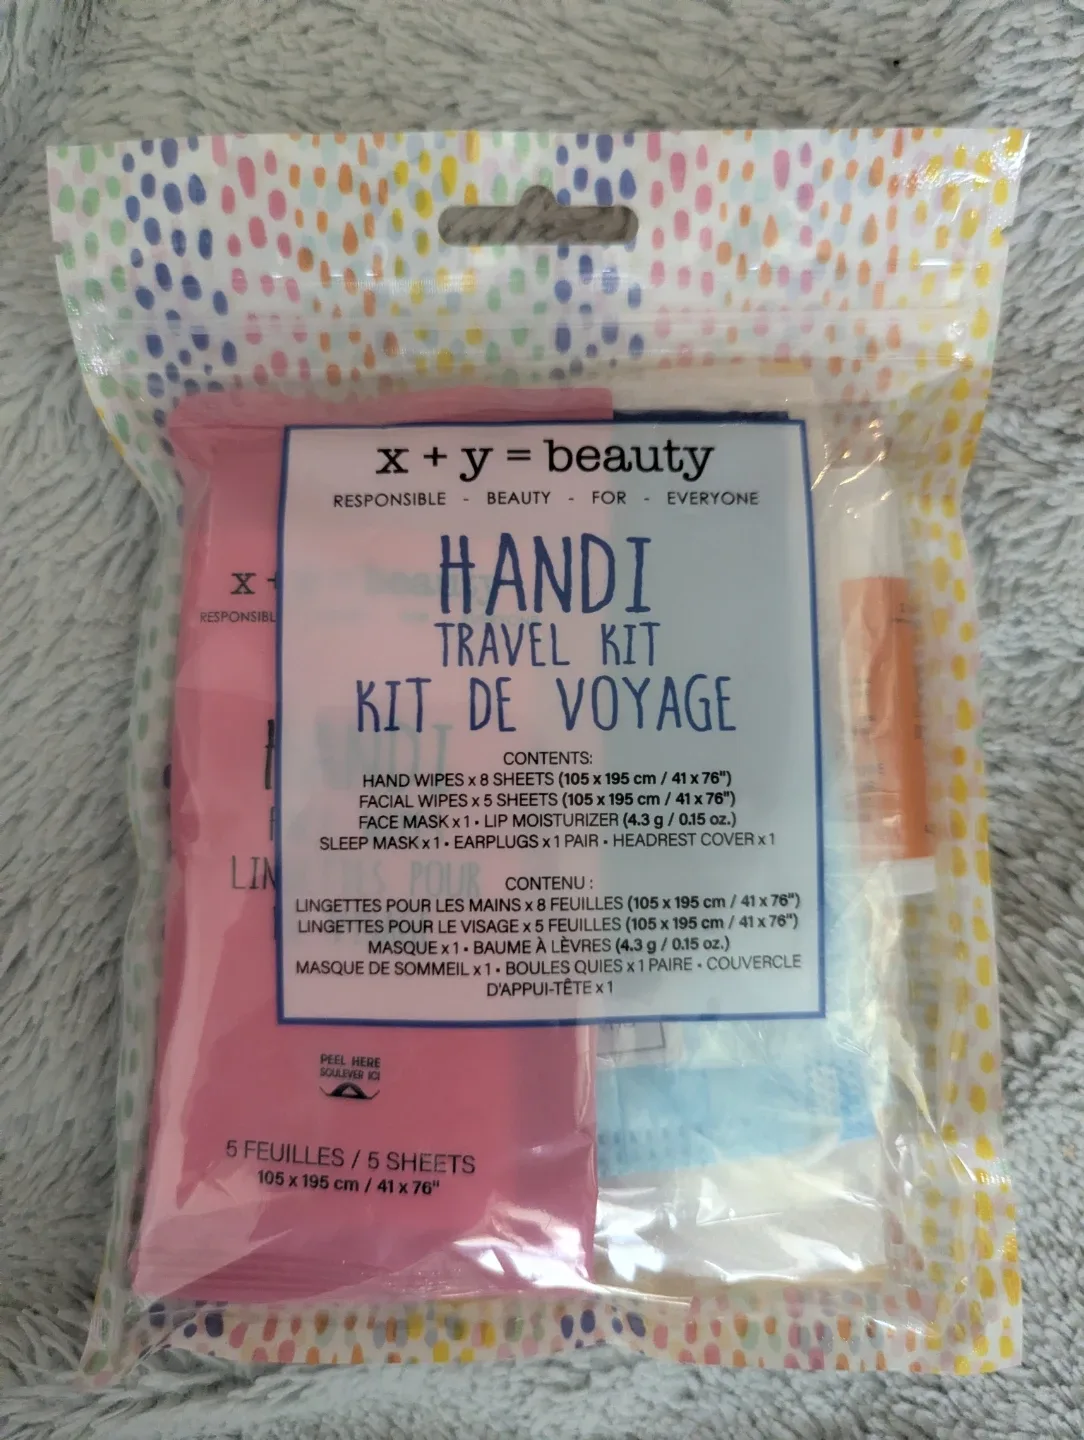 x + y = beauty
RESPONSIBLE - BEAUTY - FOR - EVERYONE
HANDI
TRAVEL KIT
KIT DE VOYAGE
CONTENTS:
HAND WIPES x 8 SHEETS (105 x 195 cm / 41 x 76")
FACIAL WIPES x 5 SHEETS (105 x 195 cm / 41 x 76")
FACE MASK x 1 • LIP MOISTURIZER (4.3 g / 0.15 oz.)
SLEEP MASK x 1 • EARPLUGS x 1 PAIR • HEADREST COVER x 1
CONTENU :
LINGETTES POUR LES MAINS x 8 FEUILLES (105 x 195 cm / 41 x 76")
LINGETTES POUR LE VISAGE x 5 FEUILLES (105 x 195 cm / 41 x 76")
MASQUE x 1 • BAUME À LÈVRES (4.3 g / 0.15 oz.)
MASQUE DE SOMMEIL x 1 • BOULES QUIES x 1 PAIRE • COUVERCLE
D'APPUI-TÊTE x 1
x +
RESPONSIBL
POUR
PEEL HERE
SOULEVER ICI
5 FEUILLES / 5 SHEETS
105 x 195 cm / 41 x 76"